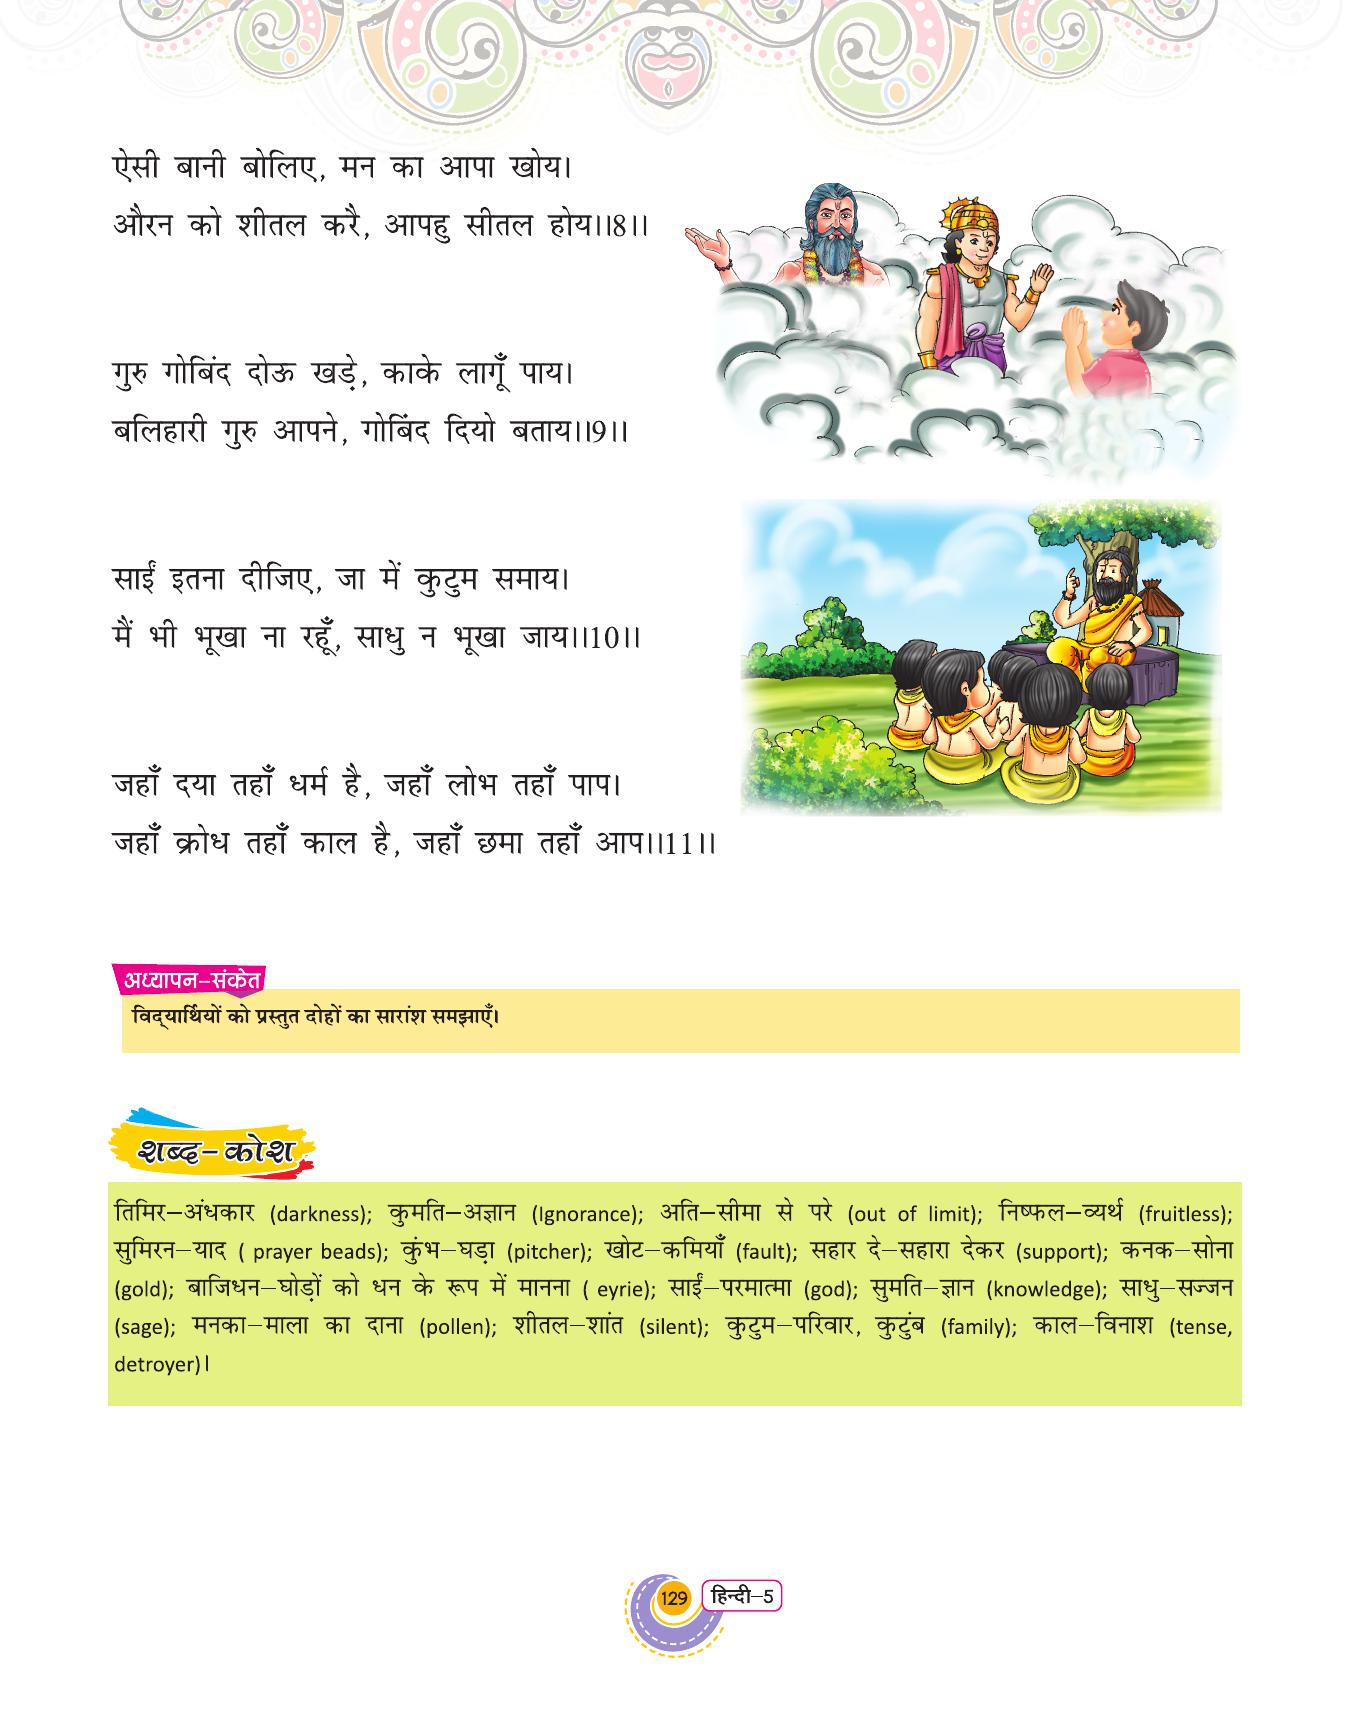 ऐसी बानी बोलिए, मन का आपा खोय।
औरन को शीतल करै, आपहु सीतल होय।।8।।
गुरु गोबिंद दोऊ खड़े, काके लागूँ पाय।
बलिहारी गुरु आपने, गोबिंद दियो बताय।।9।।
साईं इतना दीजिए, जा में कुटुम समाय।
मैं भी भूखा ना रहूँ, साधु न भूखा जाय।।10।।
जहाँ दया तहाँ धर्म है, जहाँ लोभ तहाँ पाप।
जहाँ क्रोध तहाँ काल है, जहाँ छमा तहाँ आप।।11।।
अध्यापन–संकेत
विद्‌यार्थियों को प्रस्तुत दोहों का सारांश समझाएँ।
शब्द–कोश
तिमिर–अंधकार (darkness); कुमति–अज्ञान (Ignorance); अति–सीमा से परे (out of limit); निष्फल–व्यर्थ (fruitless);
सुमिरन–याद ( prayer beads); कुंभ–घड़ा (pitcher); खोट–कमियाँ (fault); सहार दे–सहारा देकर (support); कनक–सोना
(gold); बाजिधन–घोड़ों को धन के रूप में मानना ( eyrie); साईं–परमात्मा (god); सुमति–ज्ञान (knowledge); साधु–सज्जन
(sage); मनका–माला का दाना (pollen); शीतल–शांत (silent); कुटुम–परिवार, कुटुंब (family); काल–विनाश (tense,
detroyer)।
129 हिन्दी–5